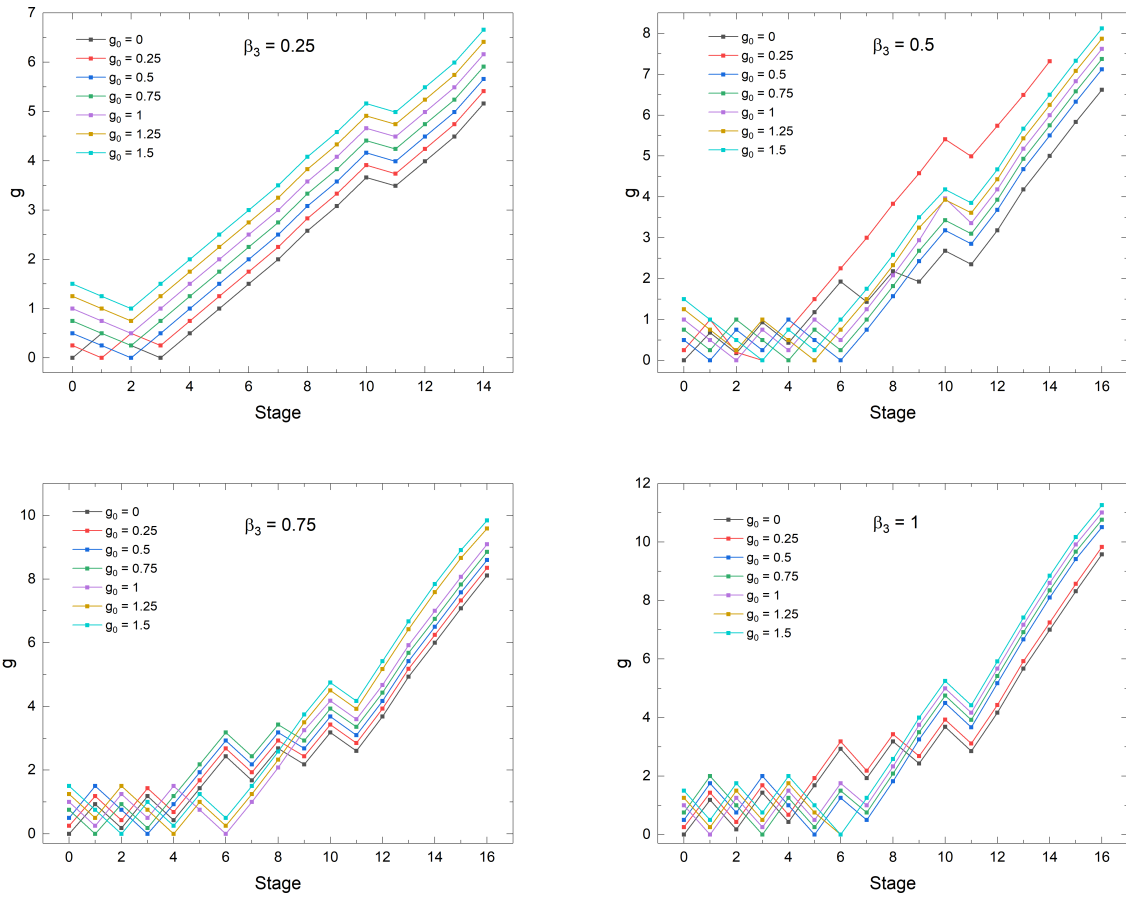 7
6
5
4
3
2
1
0
g
g0 = 0
g0 = 0.25
g0 = 0.5
g0 = 0.75
g0 = 1
g0 = 1.25
g0 = 1.5
β3 = 0.25
0 2 4 6 8 10 12 14
Stage
8
7
6
5
4
3
2
1
0
g
g0 = 0
g0 = 0.25
g0 = 0.5
g0 = 0.75
g0 = 1
g0 = 1.25
g0 = 1.5
β3 = 0.5
0 2 4 6 8 10 12 14 16
Stage
10
8
6
4
2
0
g
g0 = 0
g0 = 0.25
g0 = 0.5
g0 = 0.75
g0 = 1
g0 = 1.25
g0 = 1.5
β3 = 0.75
0 2 4 6 8 10 12 14 16
Stage
12
10
8
6
4
2
0
g
g0 = 0
g0 = 0.25
g0 = 0.5
g0 = 0.75
g0 = 1
g0 = 1.25
g0 = 1.5
β3 = 1
0 2 4 6 8 10 12 14 16
Stage